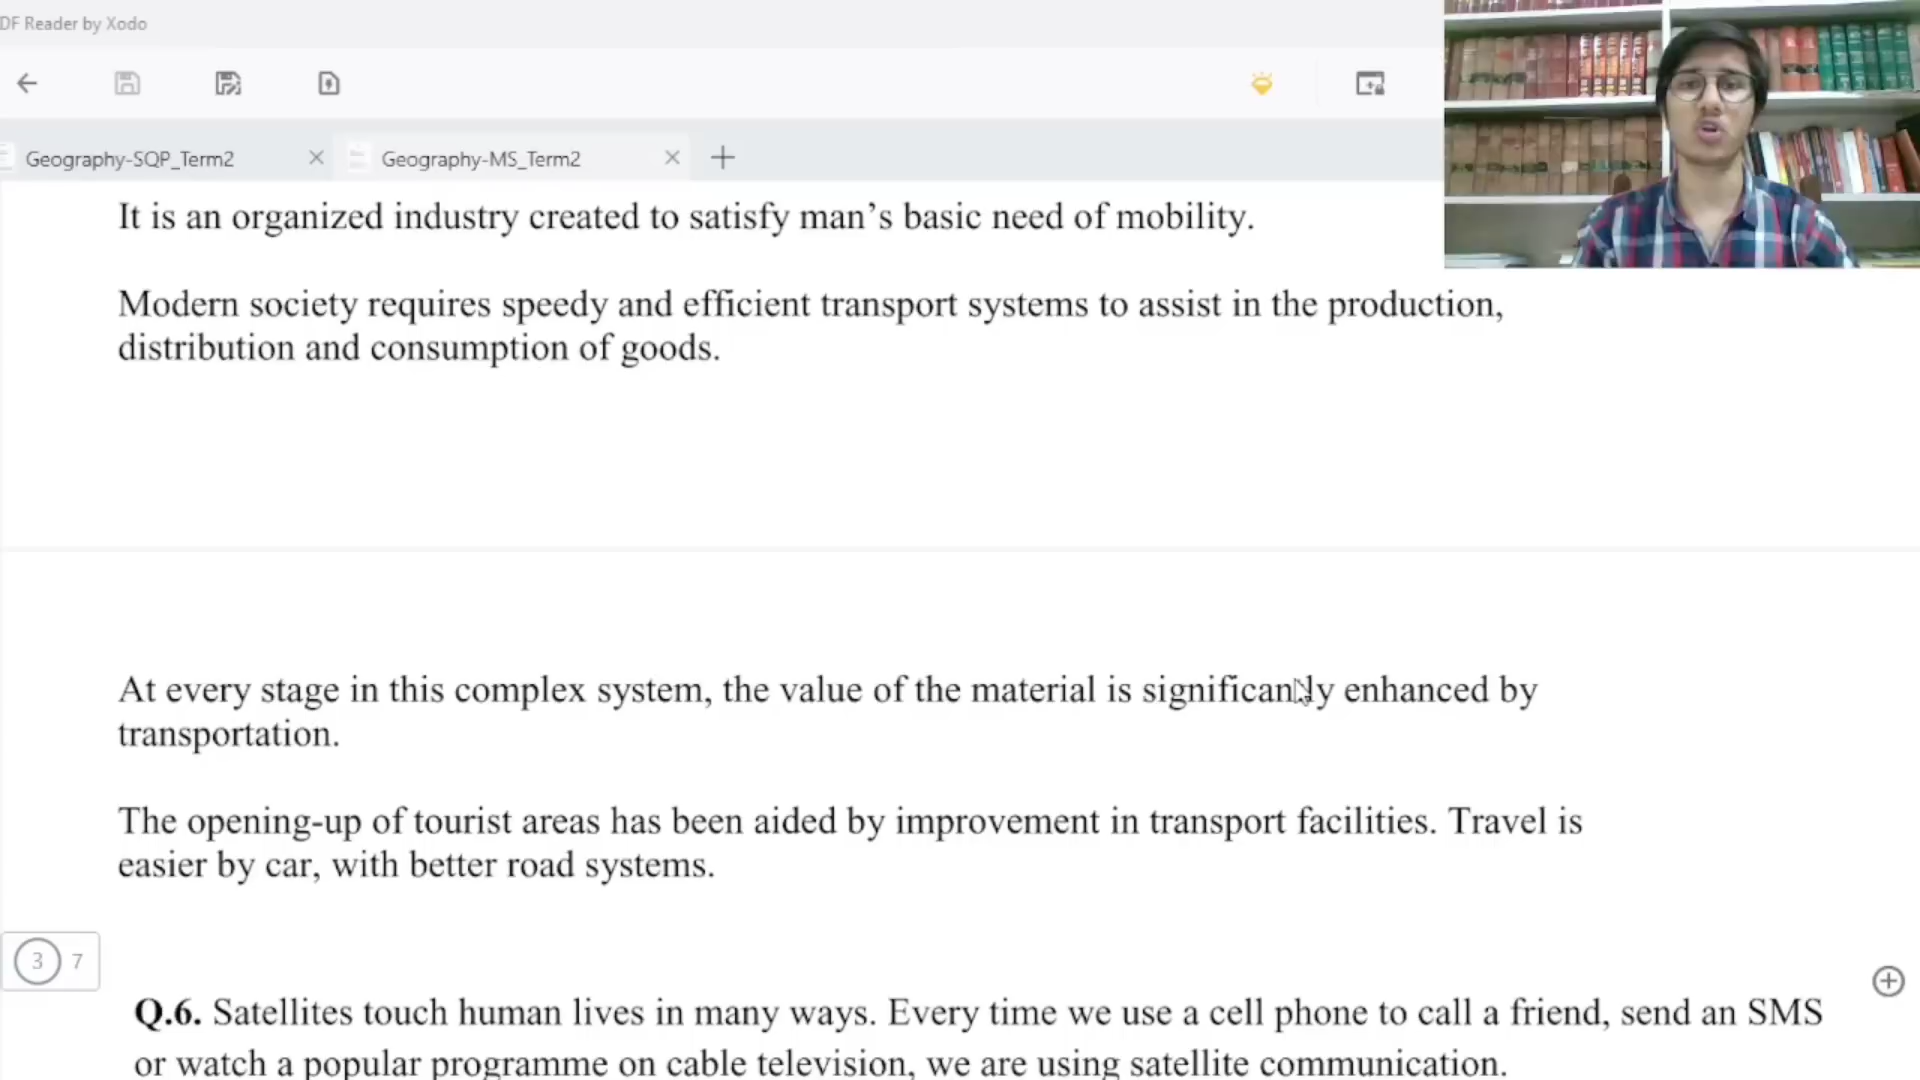 DF Reader by Xodo
Geography-SQP_Term2
Geography-MS_Term2
It is an organized industry created to satisfy man’s basic need of mobility.
Modern society requires speedy and efficient transport systems to assist in the production,
distribution and consumption of goods.
At every stage in this complex system, the value of the material is significantly enhanced by
transportation.
The opening-up of tourist areas has been aided by improvement in transport facilities. Travel is
easier by car, with better road systems.
3 7
Q.6. Satellites touch human lives in many ways. Every time we use a cell phone to call a friend, send an SMS
or watch a popular programme on cable television, we are using satellite communication.